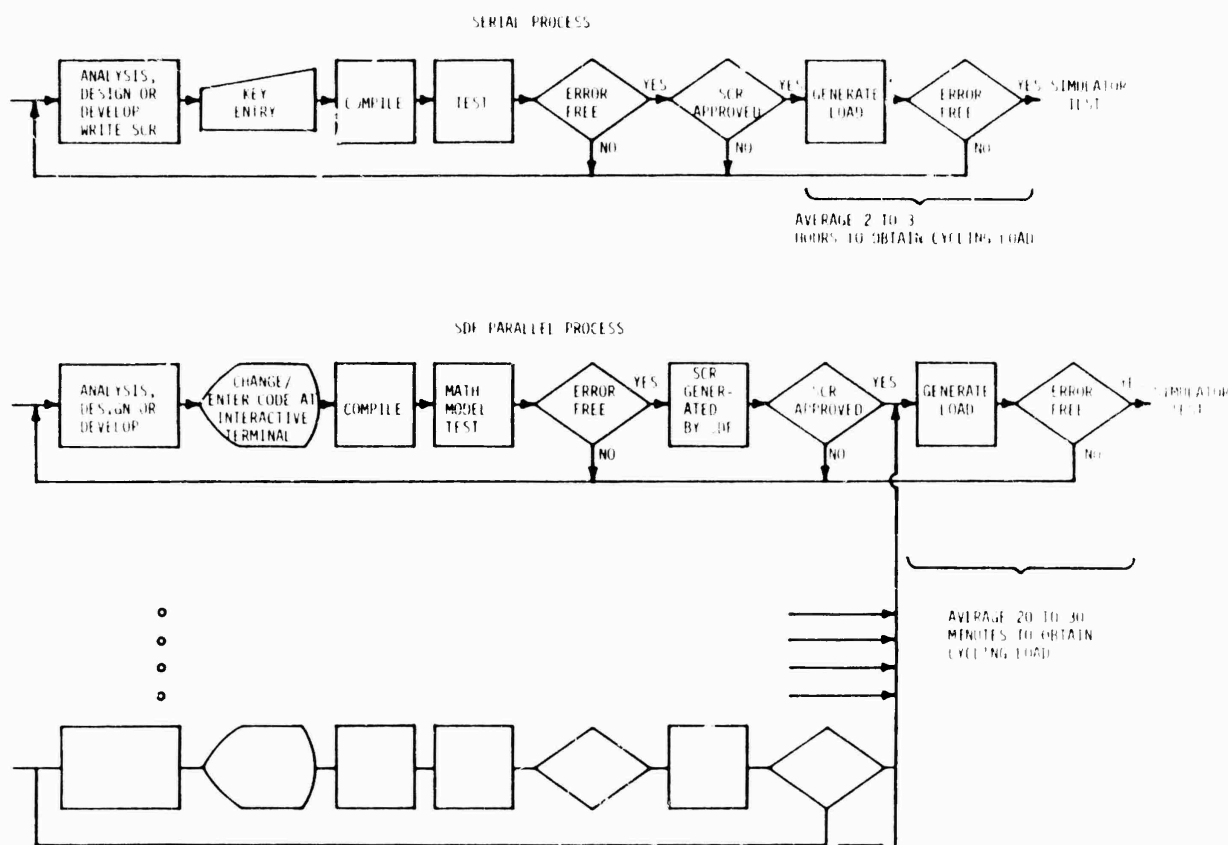 SERIAL PROCESS
ANALYSIS,
DESIGN OR
DEVELOP
WRITE SCR
KEY
ENTRY
COMPILE
TEST
ERROR
FREE
YES
NO
SCR
APPROVED
YES
NO
GENERATE
LOAD
ERROR
FREE
YES
NO
SIMULATOR
TEST
AVERAGE 2 TO 3
HOURS TO OBTAIN CYCLING LOAD
SDF PARALLEL PROCESS
ANALYSIS,
DESIGN OR
DEVELOP
CHANGE/
ENTER CODE AT
INTERACTIVE
TERMINAL
COMPILE
MATH
MODEL
TEST
ERROR
FREE
YES
NO
SCR
GENER-
ATED
BY SDF
SCR
APPROVED
YES
NO
GENERATE
LOAD
ERROR
FREE
NO
TEST
AVERAGE 20 TO 30
MINUTES TO OBTAIN
CYCLING LOAD